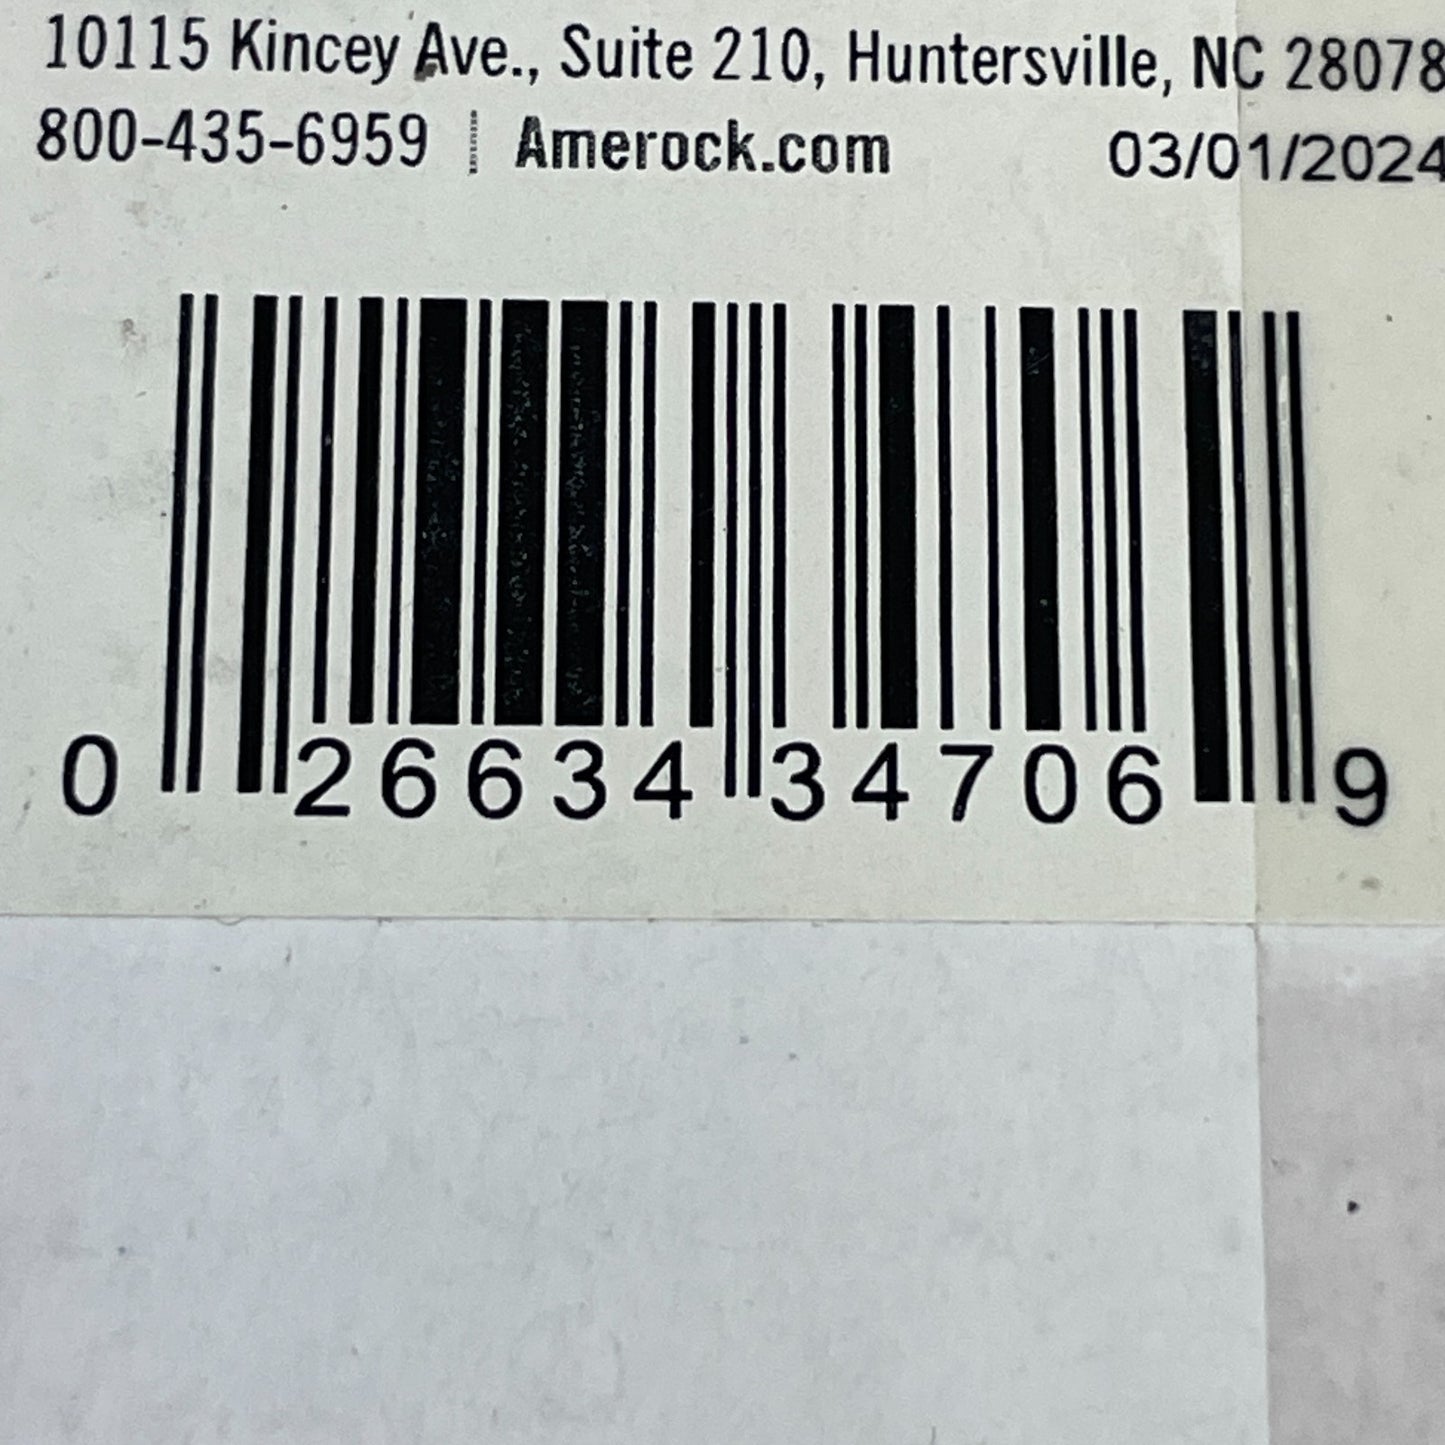 10115 Kincey Ave., Suite 210, Huntersville, NC 28078
800-435-6959 | Amerock.com 03/01/2024
0 26634 34706 9